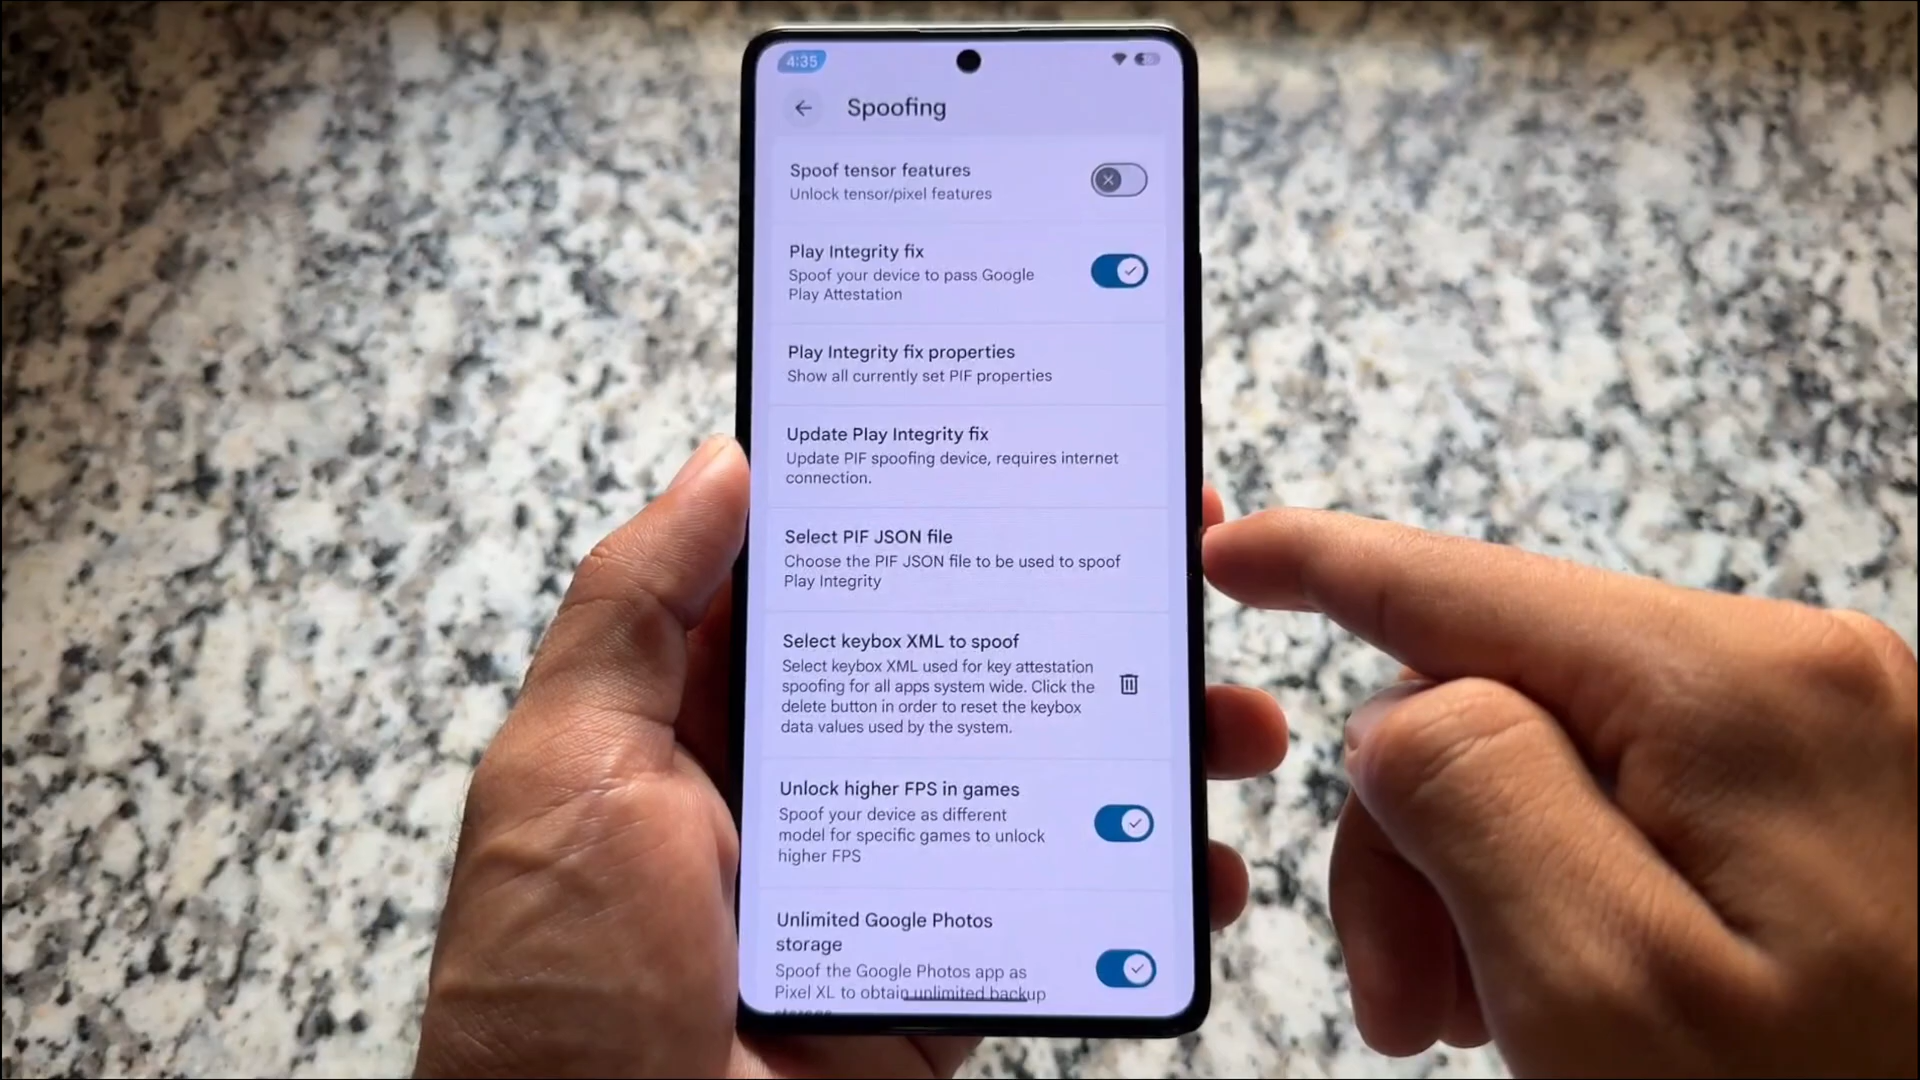 4:35
Spoofing
Spoof tensor features
Unlock tensor/pixel features
Play Integrity fix
Spoof your device to pass Google
Play Attestation
Play Integrity fix properties
Show all currently set PIF properties
Update Play Integrity fix
Update PIF spoofing device, requires internet
connection.
Select PIF JSON file
Choose the PIF JSON file to be used to spoof
Play Integrity
Select keybox XML to spoof
Select keybox XML used for key attestation
spoofing for all apps system wide. Click the
delete button in order to reset the keybox
data values used by the system.
Unlock higher FPS in games
Spoof your device as different
model for specific games to unlock
higher FPS
Unlimited Google Photos
storage
Spoof the Google Photos app as
Pixel XL to obtain unlimited backup